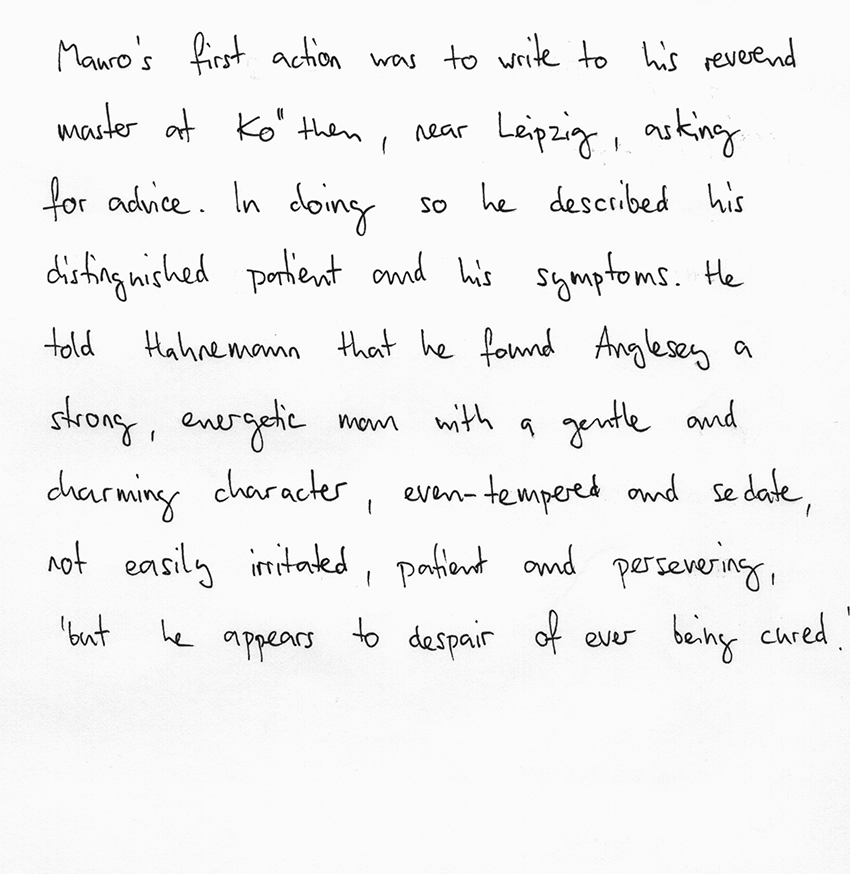 Mauro's first action was to write to his reverend
master at Ko"then, near Leipzig, asking
for advice. In doing so he described his
distinguished patient and his symptoms. He
told Hahnemann that he found Anglesey a
strong, energetic man with a gentle and
charming character, even-tempered and sedate,
not easily irritated, patient and persevering,
'but he appears to despair of ever being cured.'